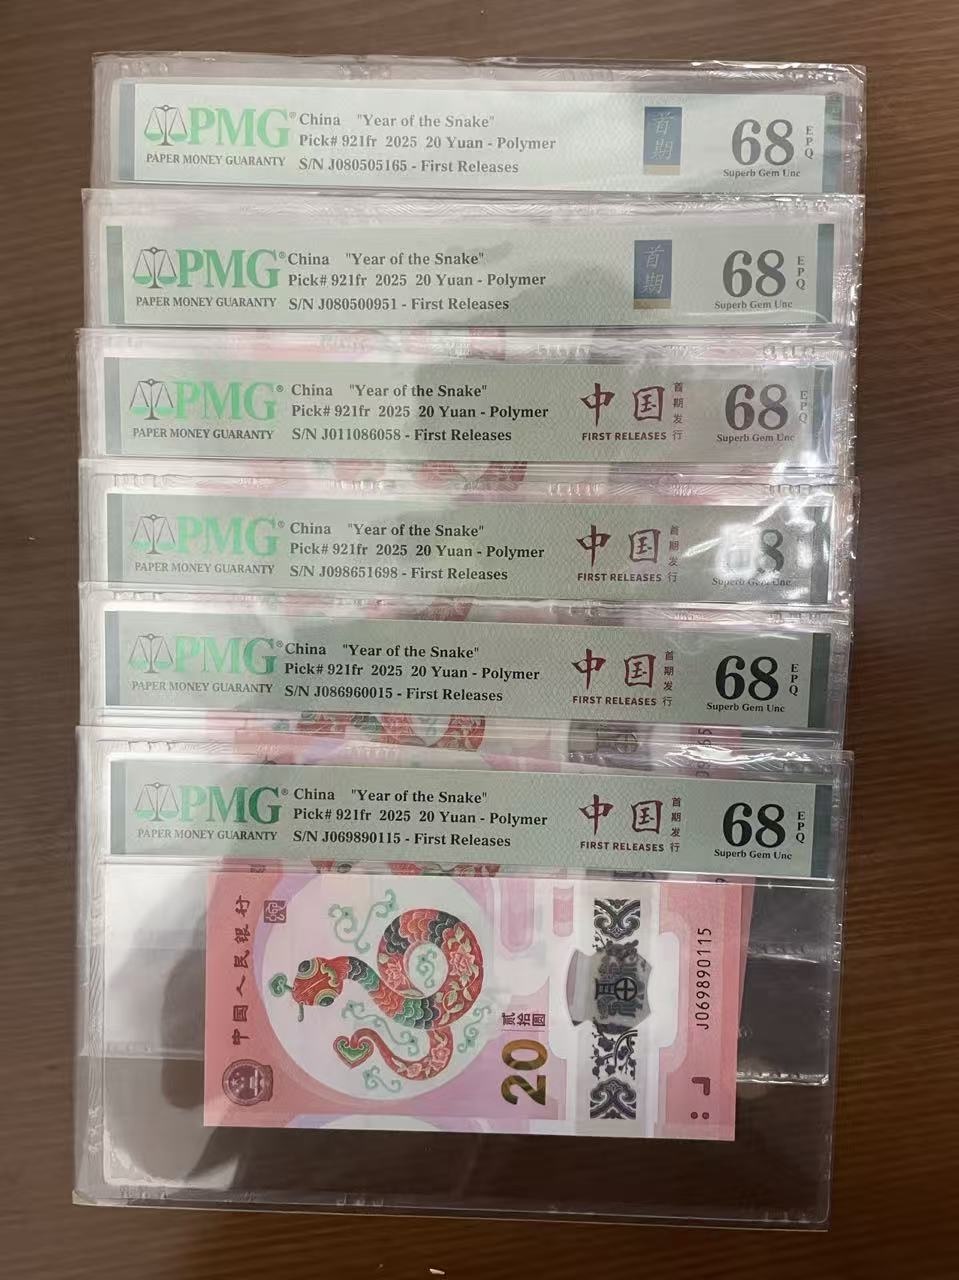 PMG®
PAPER MONEY GUARANTY
China "Year of the Snake"
Pick# 921fr 2025 20 Yuan - Polymer
S/N J080505165 - First Releases
首期
68 EPQ
Superb Gem Unc
PMG®
PAPER MONEY GUARANTY
China "Year of the Snake"
Pick# 921fr 2025 20 Yuan - Polymer
S/N J080500951 - First Releases
首期
68 EPQ
Superb Gem Unc
PMG®
PAPER MONEY GUARANTY
China "Year of the Snake"
Pick# 921fr 2025 20 Yuan - Polymer
S/N J011086058 - First Releases
中国 首期发行
FIRST RELEASES
68 EPQ
Superb Gem Unc
PMG®
PAPER MONEY GUARANTY
China "Year of the Snake"
Pick# 921fr 2025 20 Yuan - Polymer
S/N J098651698 - First Releases
中国 首期发行
FIRST RELEASES
68
Superb Gem Unc
PMG®
PAPER MONEY GUARANTY
China "Year of the Snake"
Pick# 921fr 2025 20 Yuan - Polymer
S/N J086960015 - First Releases
中国 首期发行
FIRST RELEASES
68 EPQ
Superb Gem Unc
PMG®
PAPER MONEY GUARANTY
China "Year of the Snake"
Pick# 921fr 2025 20 Yuan - Polymer
S/N J069890115 - First Releases
中国 首期发行
FIRST RELEASES
68 EPQ
Superb Gem Unc
中国人民银行
贰拾圆
20
J069890115